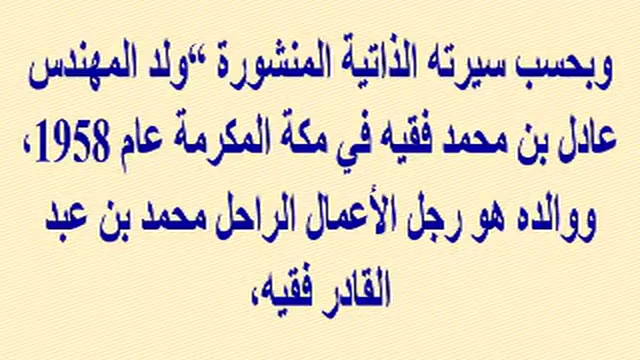 وبحسب سيرته الذاتية المنشورة “ولد المهندس
عادل بن محمد فقيه في مكة المكرمة عام 1958،
ووالده هو رجل الأعمال الراحل محمد بن عبد
القادر فقيه،